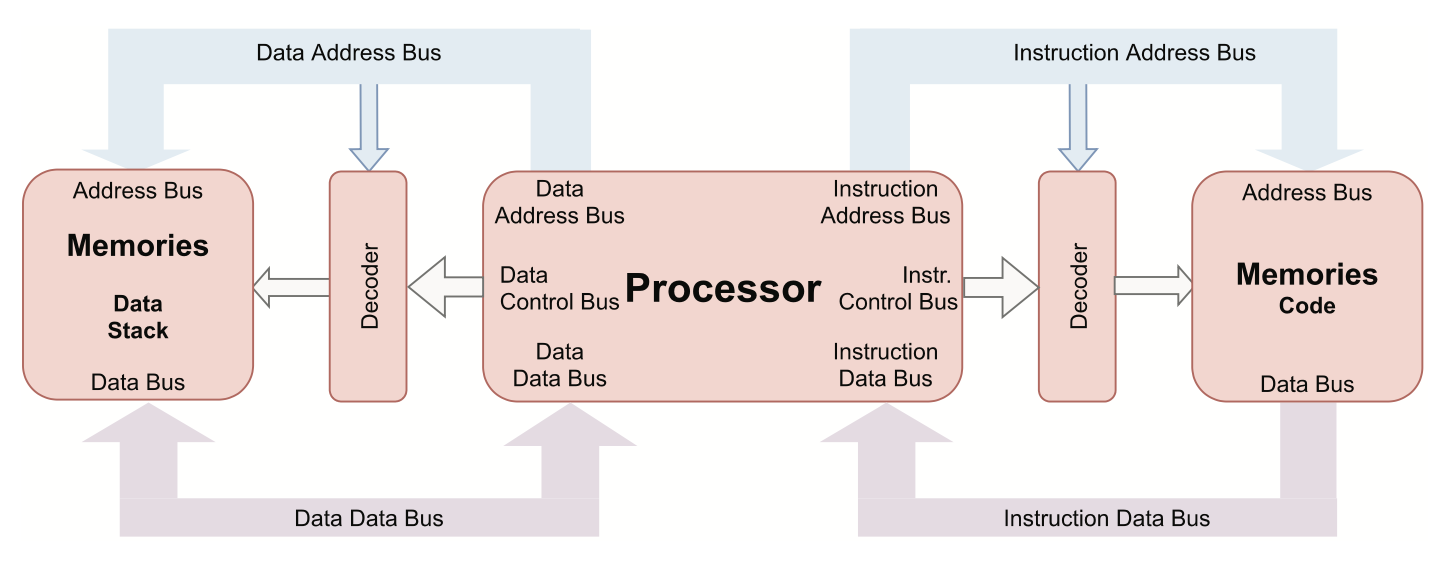 Data Address Bus
Instruction Address Bus
Address Bus
Memories
Data
Stack
Data Bus
Decoder
Data
Address Bus
Data
Control Bus
Data
Data Bus
Processor
Instruction
Address Bus
Instr.
Control Bus
Instruction
Data Bus
Decoder
Address Bus
Memories
Code
Data Bus
Data Data Bus
Instruction Data Bus